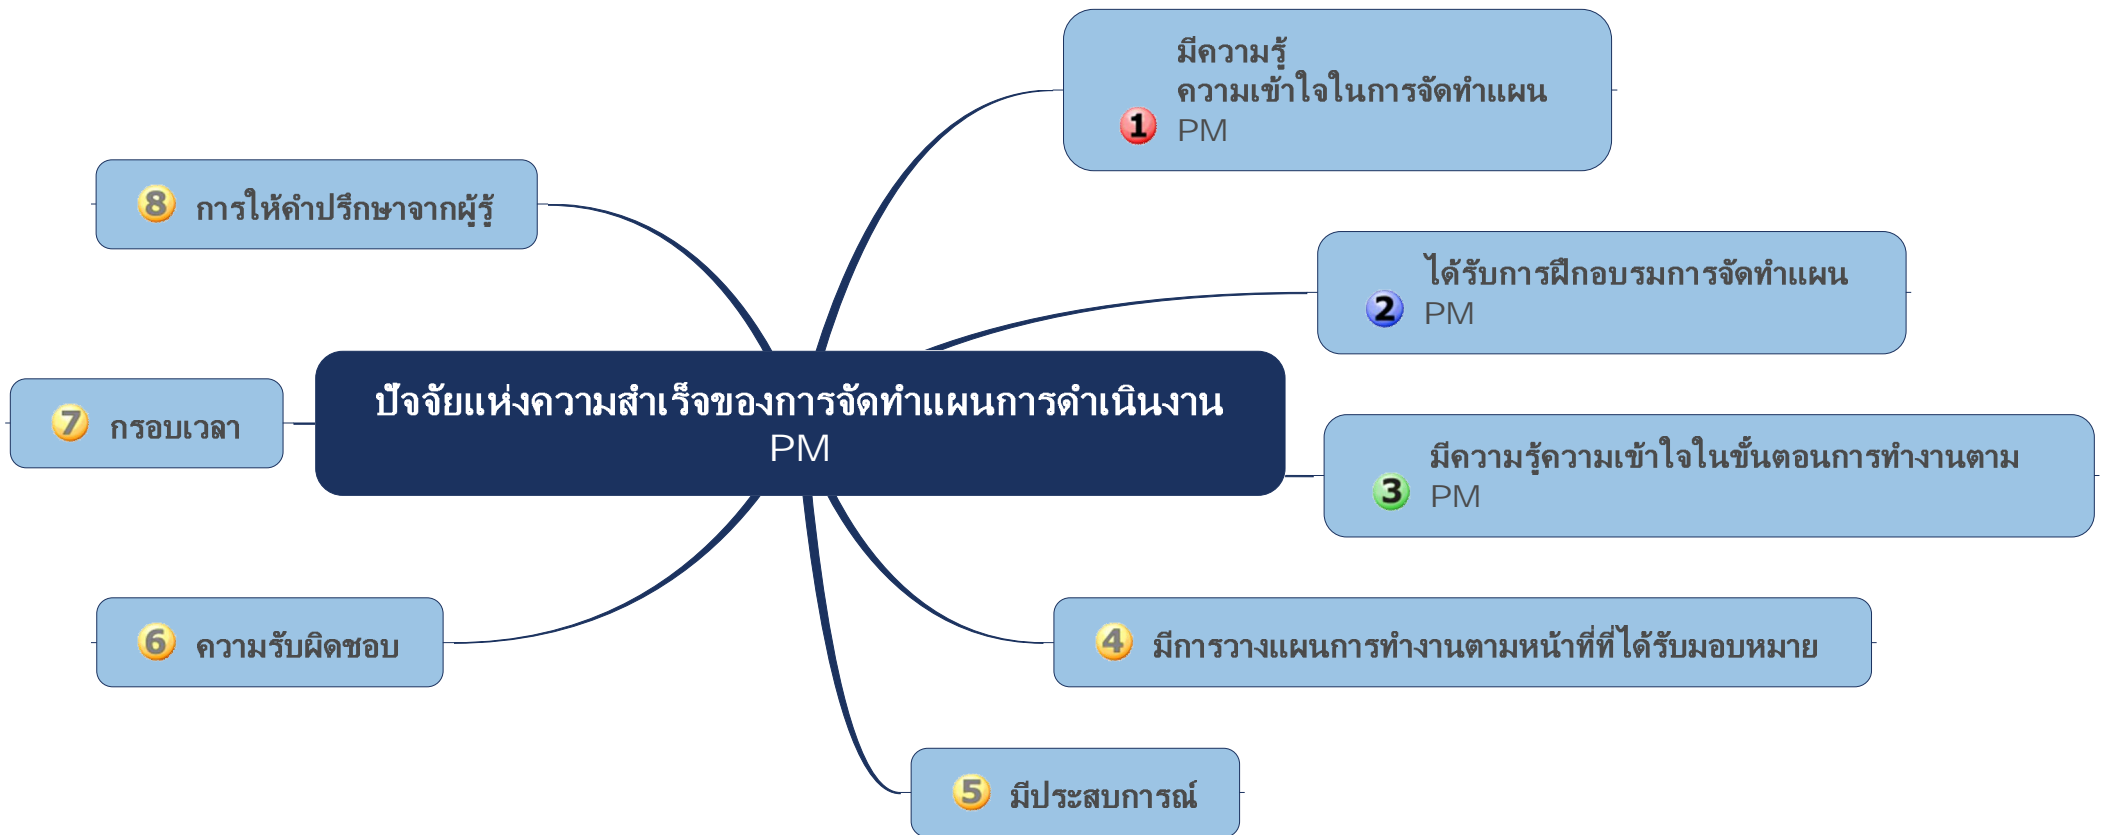 ปัจจัยแห่งความสำเร็จของการจัดทำแผนการดำเนินงาน
PM
1
มีความรู้
ความเข้าใจในการจัดทำแผน
PM
2
ได้รับการฝึกอบรมการจัดทำแผน
PM
3
มีความรู้ความเข้าใจในขั้นตอนการทำงานตาม
PM
4 มีการวางแผนการทำงานตามหน้าที่ที่ได้รับมอบหมาย
5 มีประสบการณ์
6 ความรับผิดชอบ
7 กรอบเวลา
8 การให้คำปรึกษาจากผู้รู้